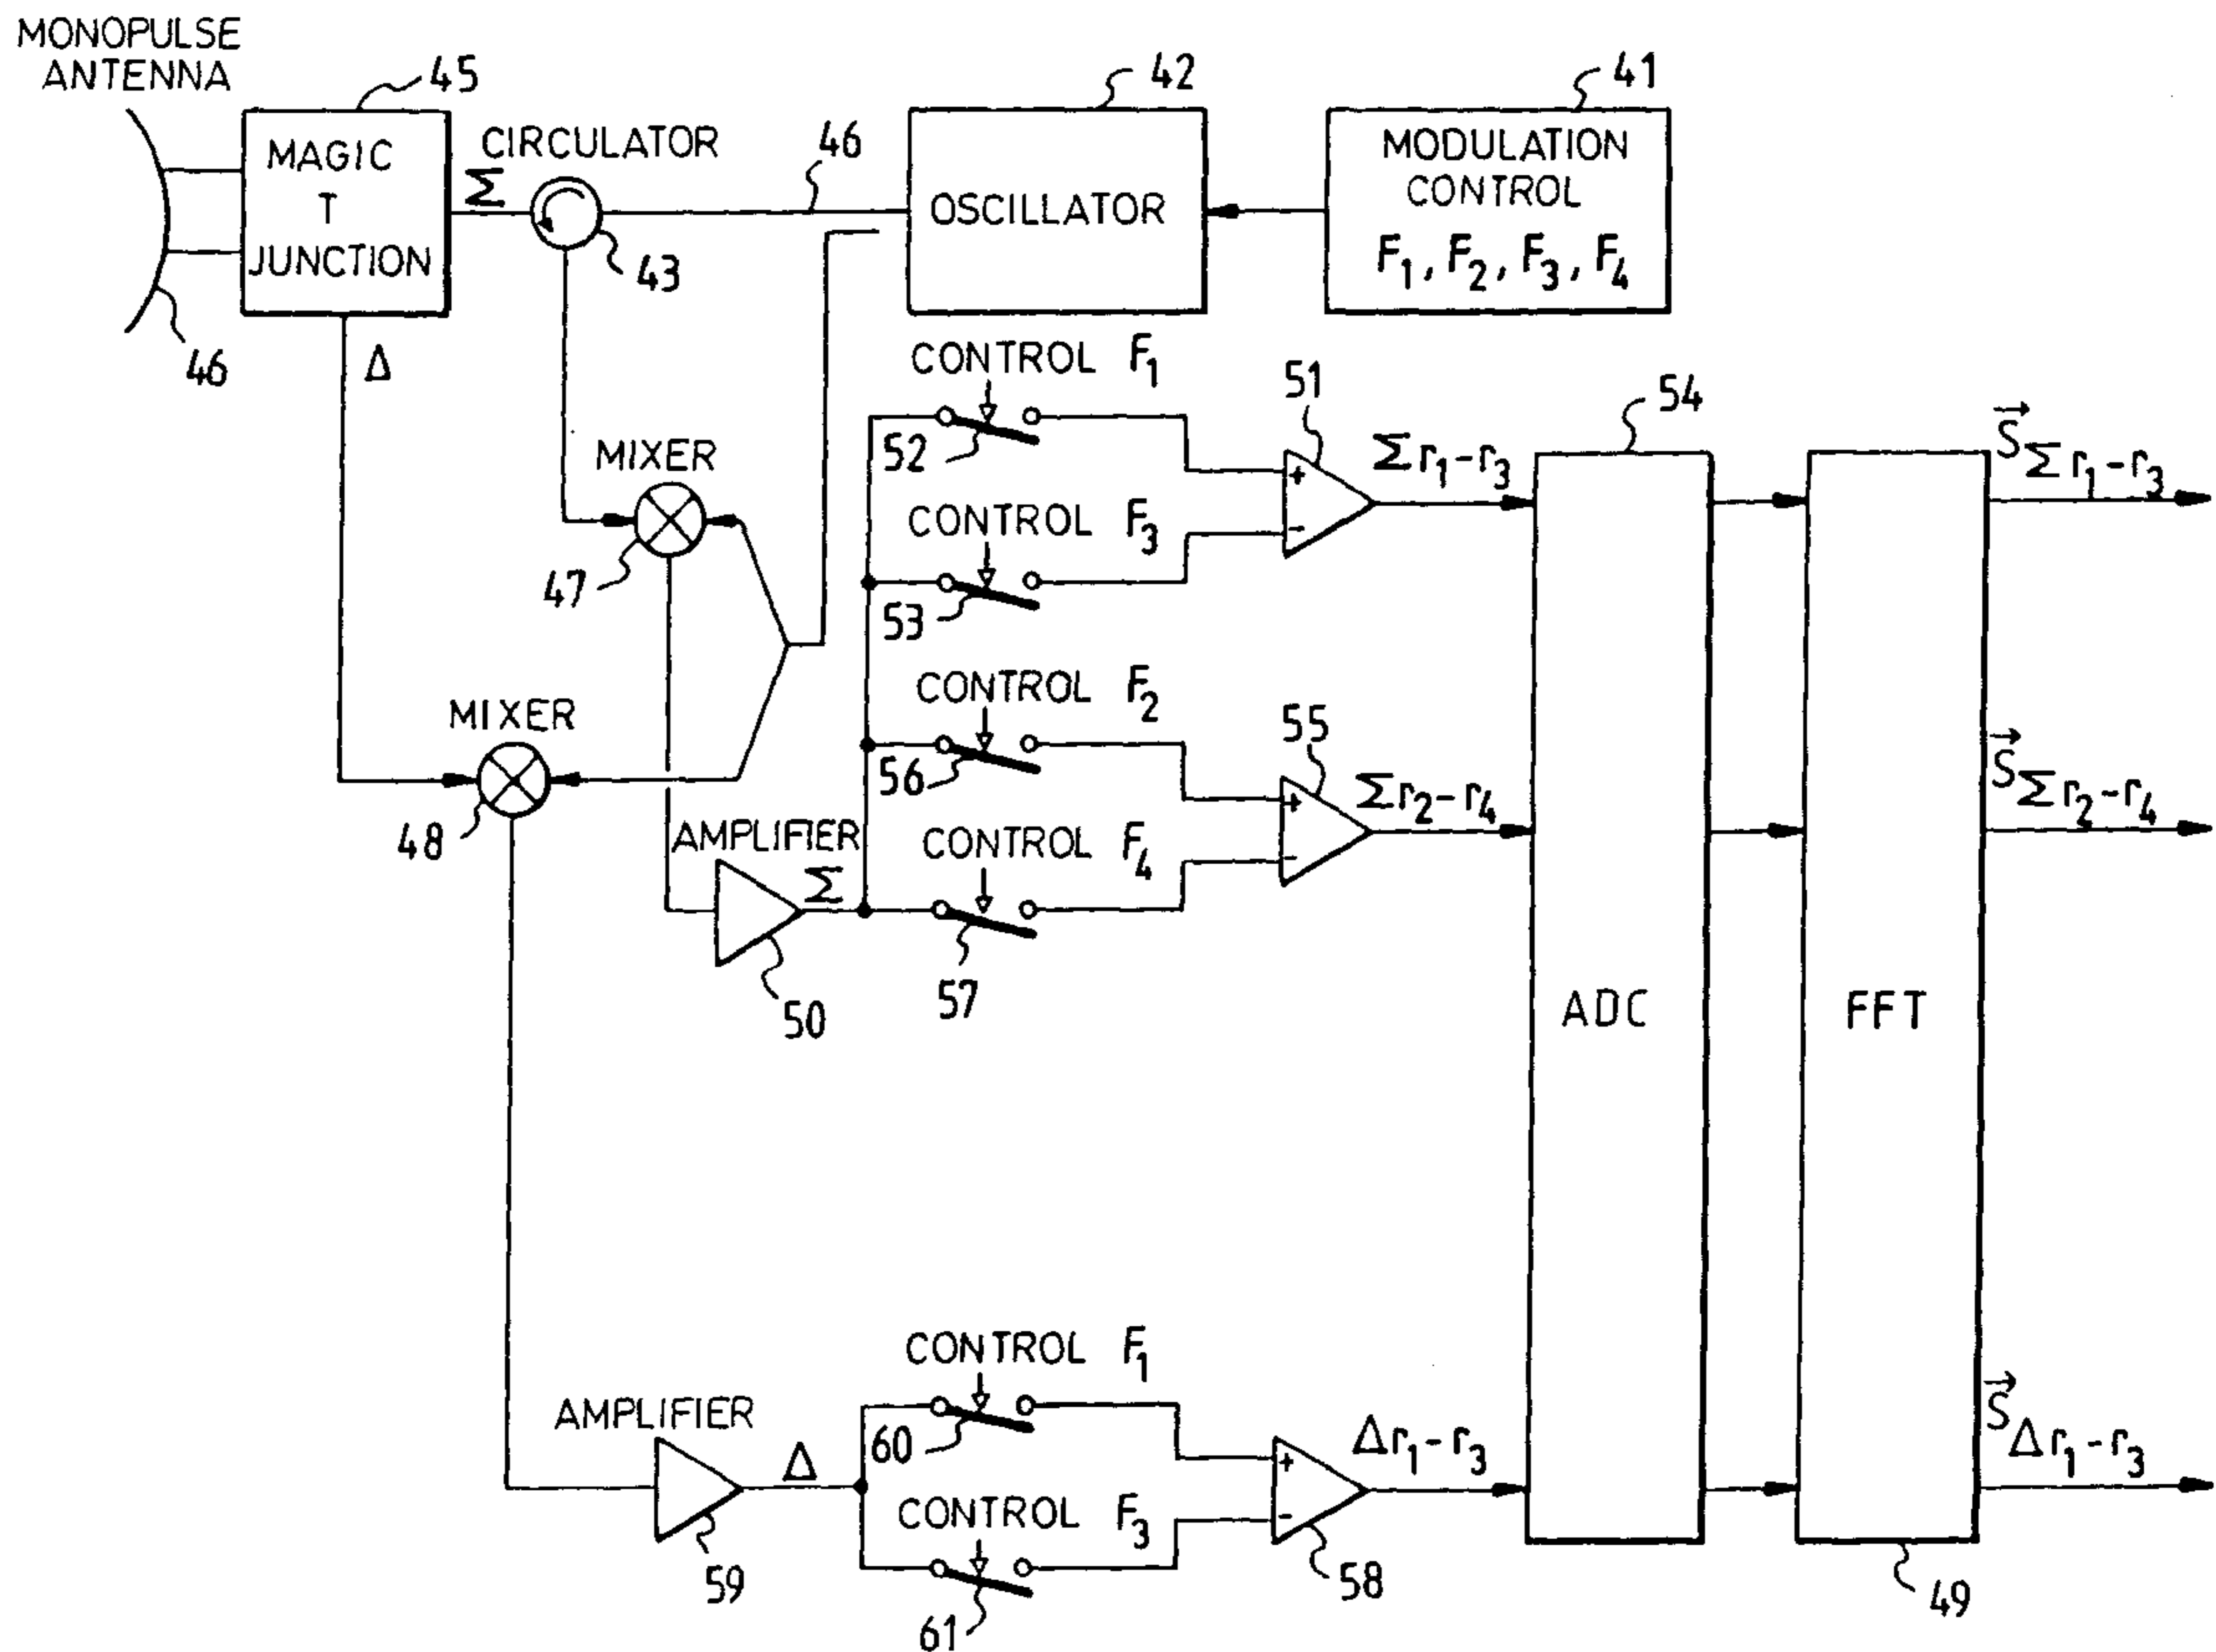 MONOPULSE
ANTENNA
45
42
41
MAGIC
T
JUNCTION
Σ
CIRCULATOR
46
OSCILLATOR
MODULATION
CONTROL
F₁, F₂, F₃, F₄
43
46
Δ
CONTROL F₁
51
54
52
Σr₁-r₃
S⃗Σr₁-r₃
MIXER
+
-
CONTROL F₃
47
53
CONTROL F₂
55
MIXER
56
Σr₂-r₄
S⃗Σr₂-r₄
+
-
48
AMPLIFIER
Σ
CONTROL F₄
50
57
ADC
FFT
CONTROL F₁
AMPLIFIER
Δ
60
Δr₁-r₃
S⃗Δr₁-r₃
+
-
CONTROL F₃
59
61
58
49